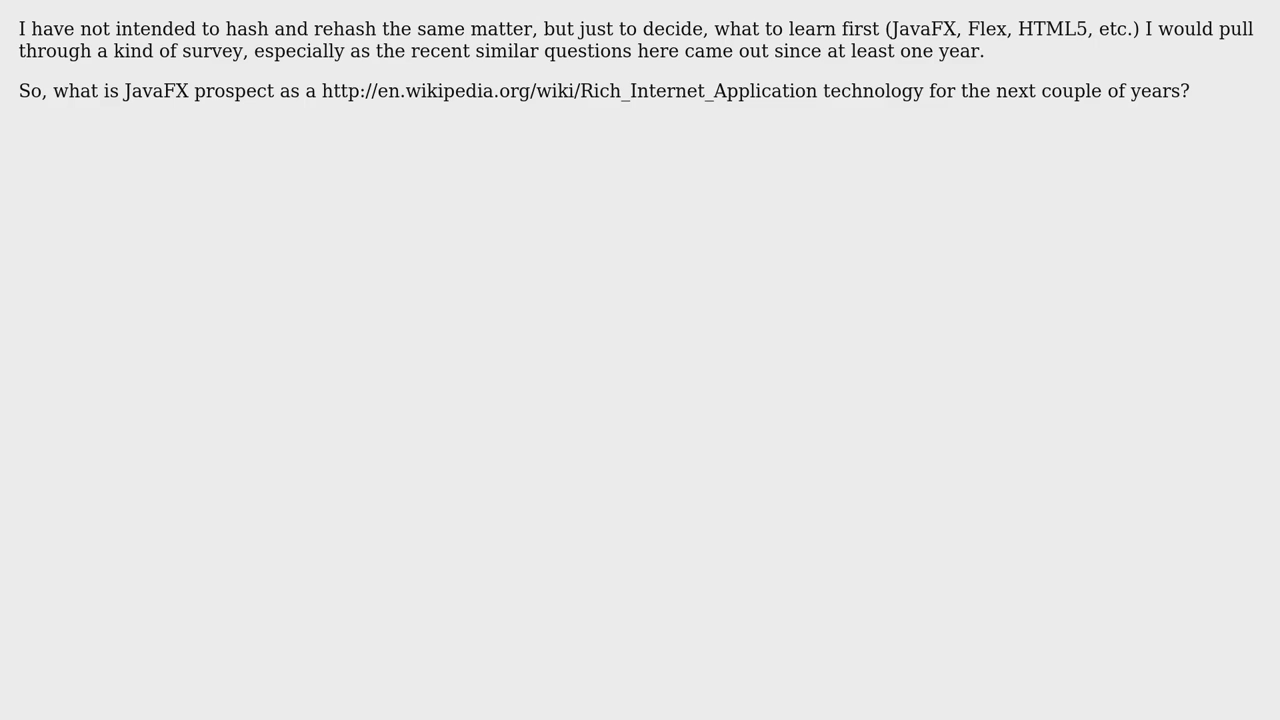 I have not intended to hash and rehash the same matter, but just to decide, what to learn first (JavaFX, Flex, HTML5, etc.) I would pull
through a kind of survey, especially as the recent similar questions here came out since at least one year.
So, what is JavaFX prospect as a http://en.wikipedia.org/wiki/Rich_Internet_Application technology for the next couple of years?